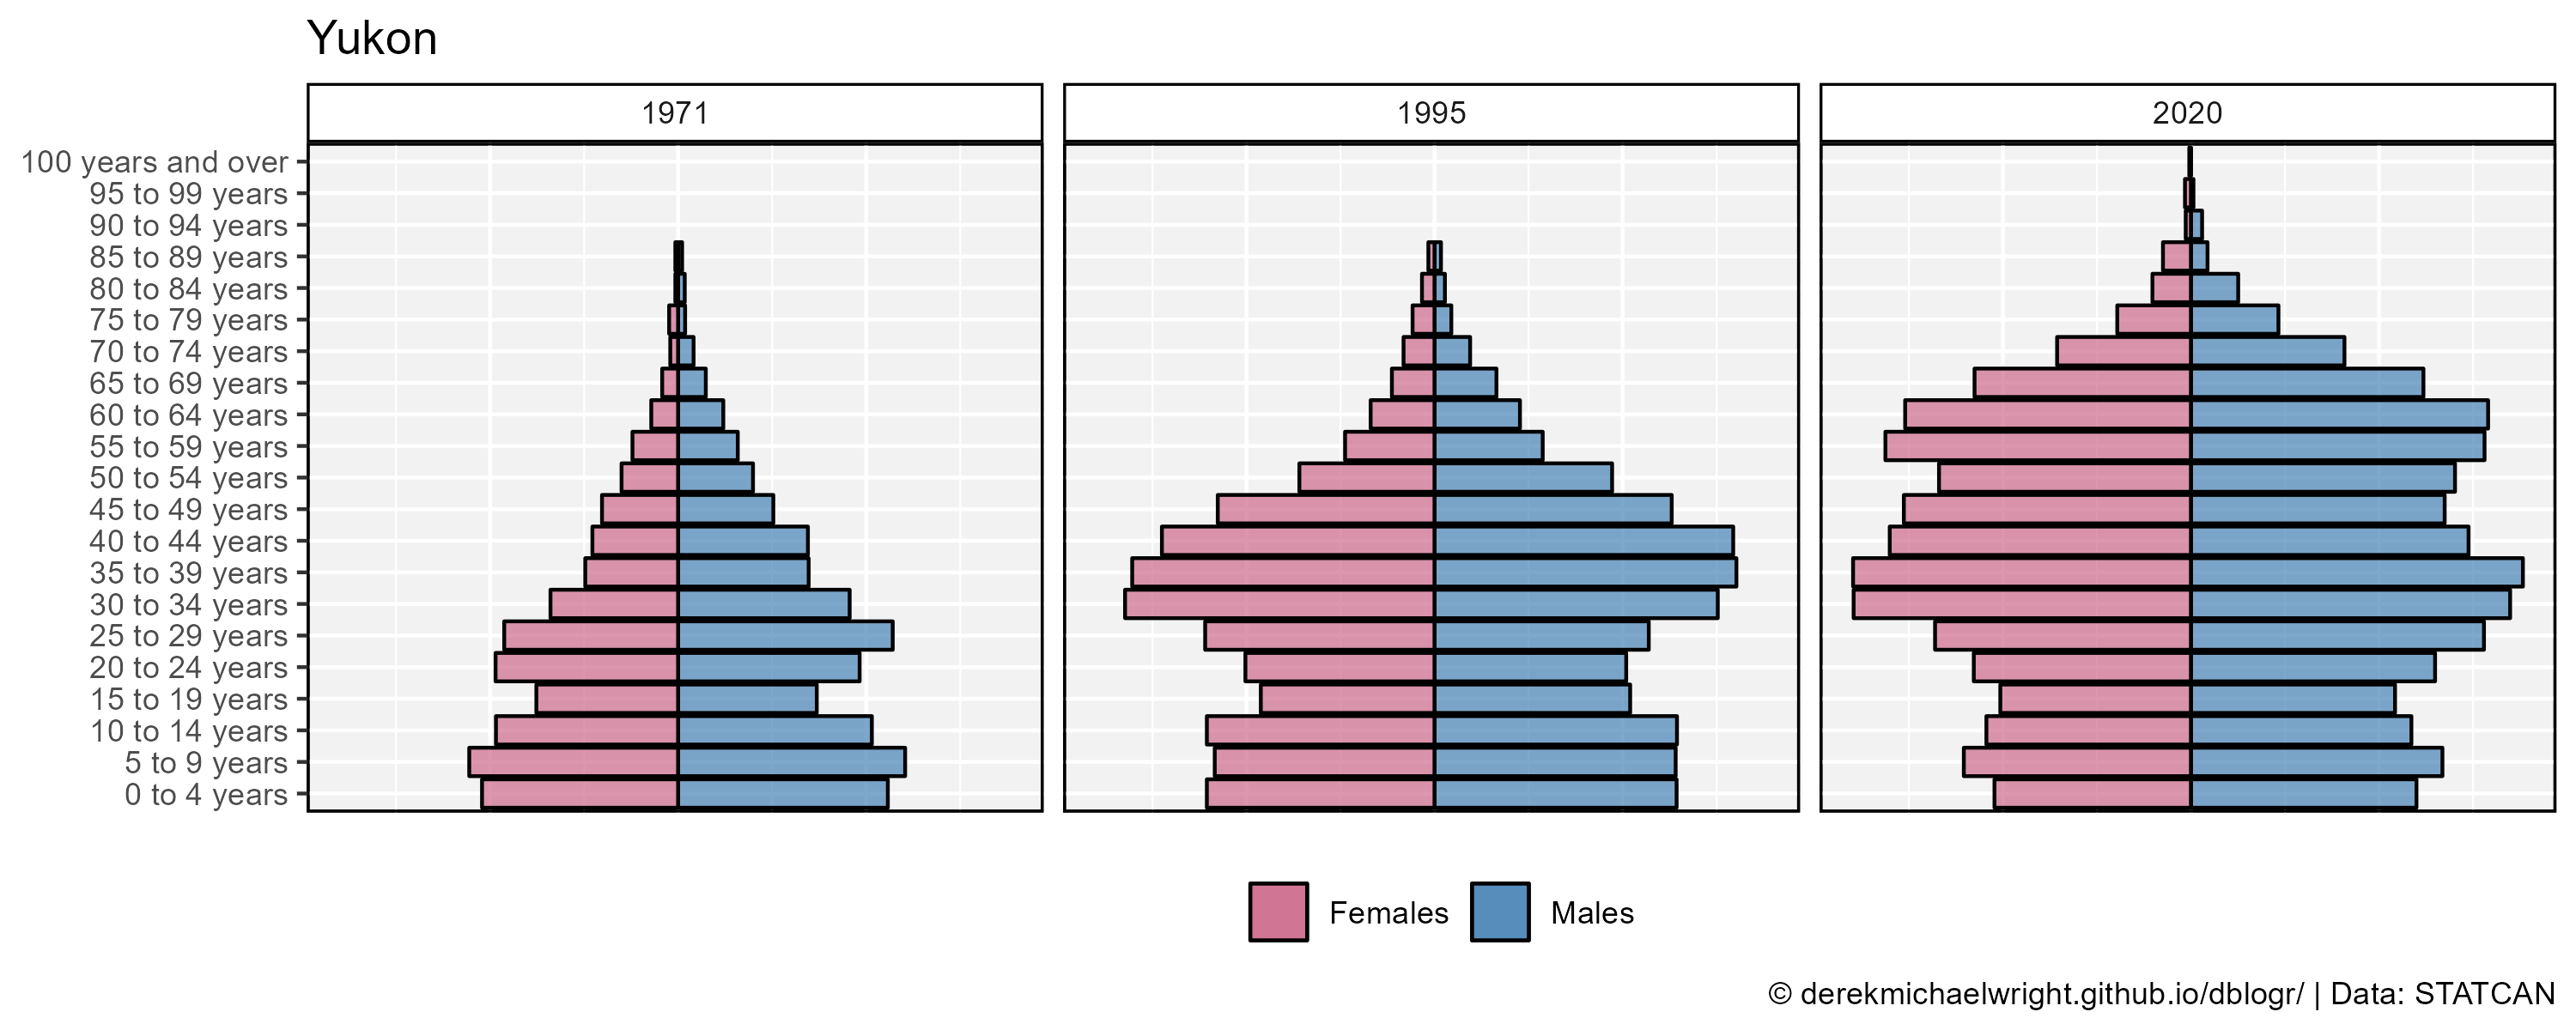 Yukon
1971
1995
2020
100 years and over
95 to 99 years
90 to 94 years
85 to 89 years
80 to 84 years
75 to 79 years
70 to 74 years
65 to 69 years
60 to 64 years
55 to 59 years
50 to 54 years
45 to 49 years
40 to 44 years
35 to 39 years
30 to 34 years
25 to 29 years
20 to 24 years
15 to 19 years
10 to 14 years
5 to 9 years
0 to 4 years
Females
Males
© derekmichaelwright.github.io/dblogr/ | Data: STATCAN